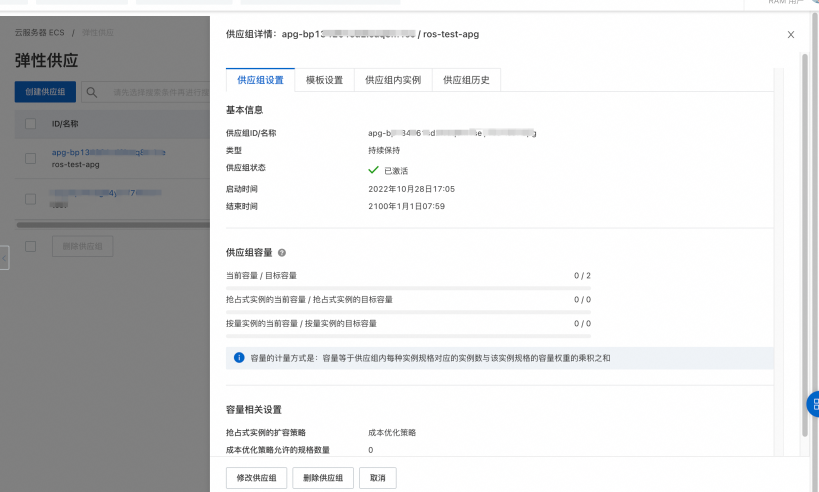 RAM 用户
云服务器 ECS / 弹性供应
弹性供应
创建供应组
请先选择搜索条件再进行搜
ID/名称
apg-bp13
ros-test-apg
删除供应组
供应组详情：apg-bp13 / ros-test-apg
供应组设置 模板设置 供应组内实例 供应组历史
基本信息
供应组ID/名称 apg-b
类型 持续保持
供应组状态 已激活
启动时间 2022年10月28日17:05
结束时间 2100年1月1日07:59
供应组容量
当前容量 / 目标容量 0 / 2
抢占式实例的当前容量 / 抢占式实例的目标容量 0 / 0
按量实例的当前容量 / 按量实例的目标容量 0 / 0
容量的计量方式是：容量等于供应组内每种实例规格对应的实例数与该实例规格的容量权重的乘积之和
容量相关设置
抢占式实例的扩容策略 成本优化策略
成本优化策略允许的规格数量 0
修改供应组 删除供应组 取消